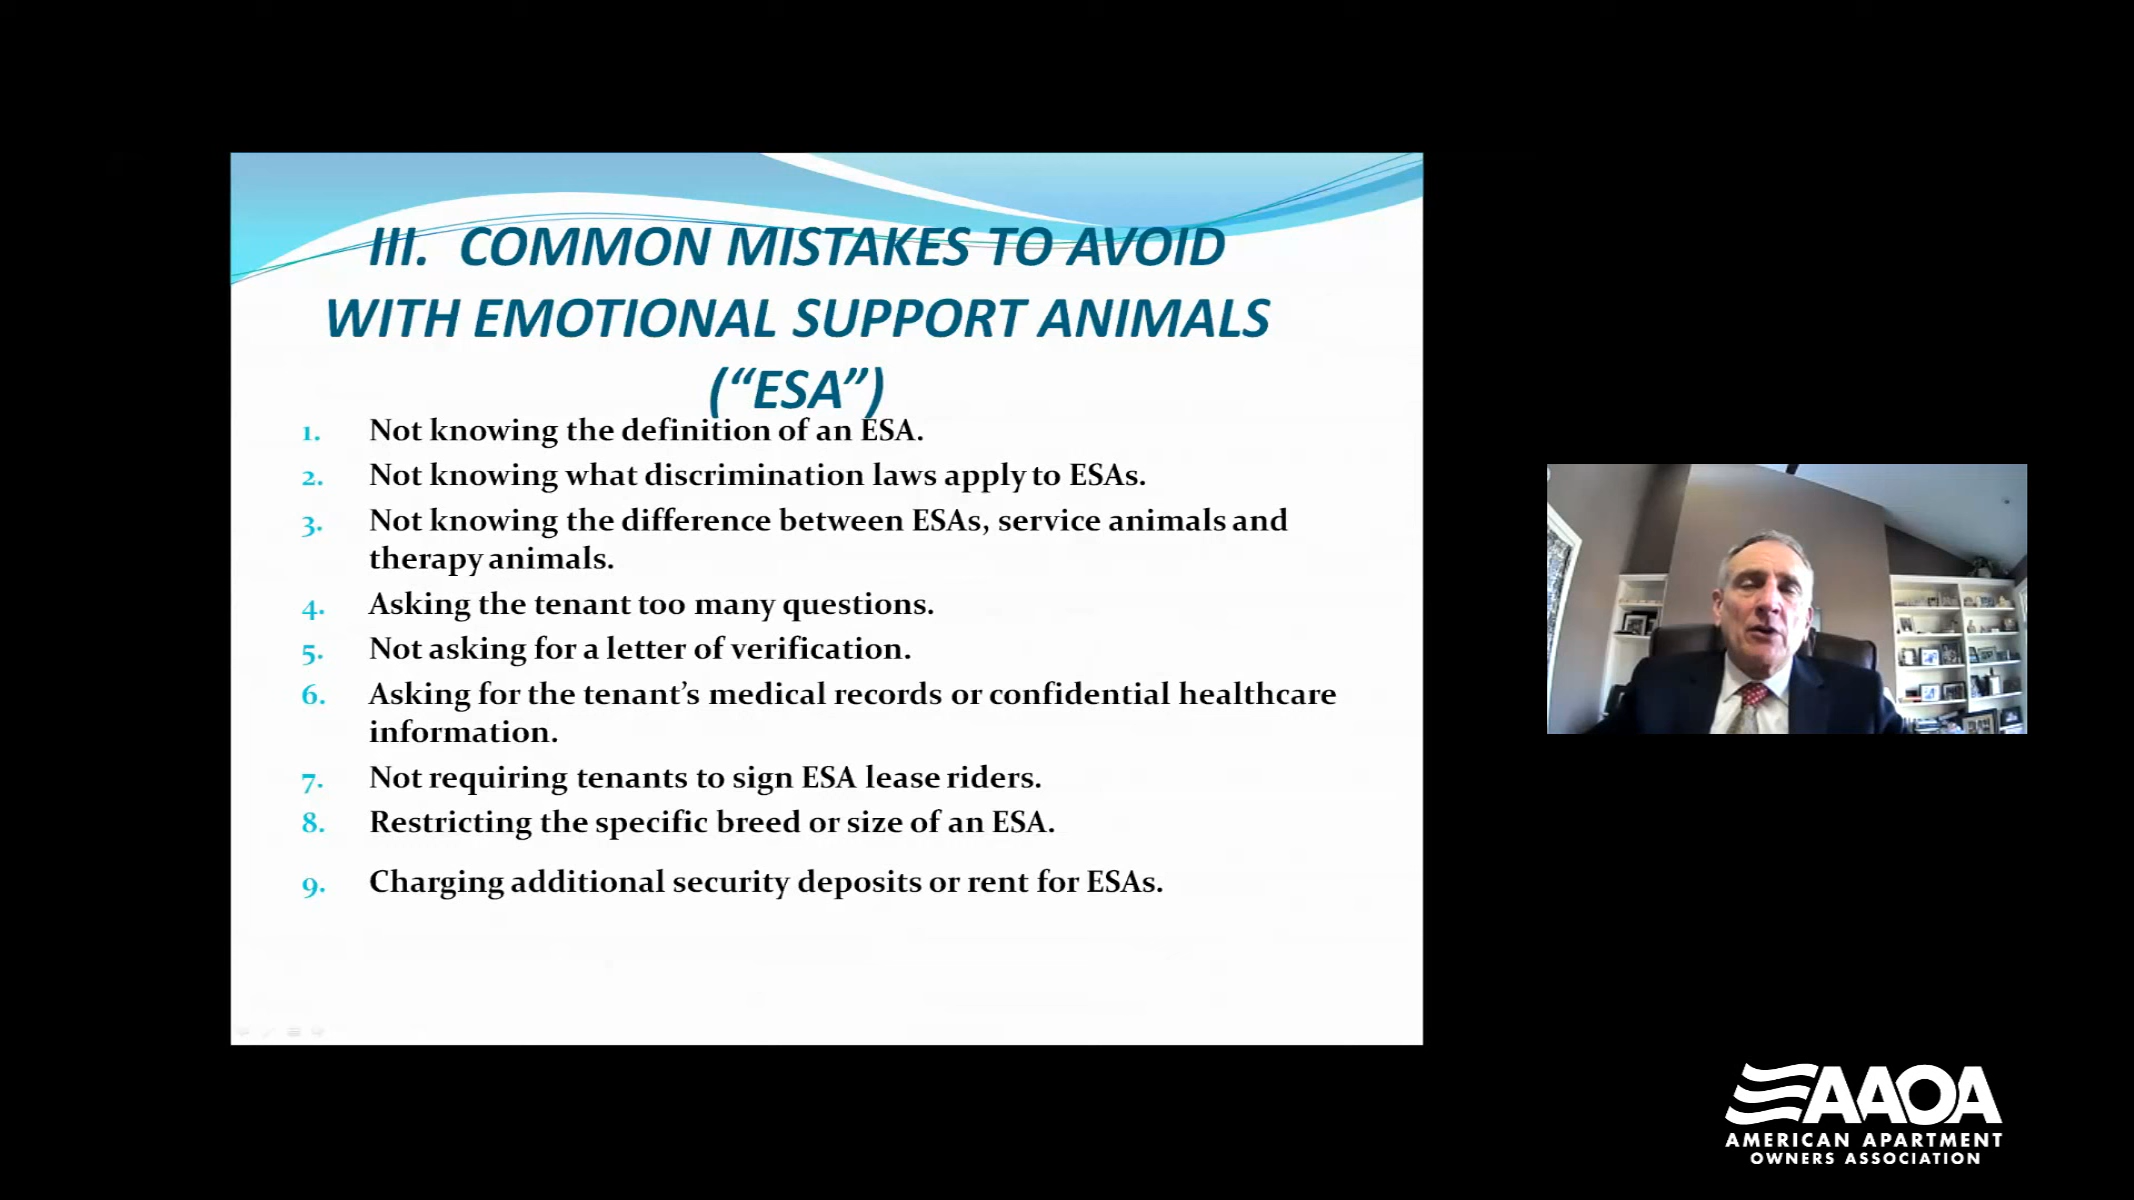 III. COMMON MISTAKES TO AVOID
WITH EMOTIONAL SUPPORT ANIMALS
(“ESA”)
1. Not knowing the definition of an ESA.
2. Not knowing what discrimination laws apply to ESAs.
3. Not knowing the difference between ESAs, service animals and
therapy animals.
4. Asking the tenant too many questions.
5. Not asking for a letter of verification.
6. Asking for the tenant’s medical records or confidential healthcare
information.
7. Not requiring tenants to sign ESA lease riders.
8. Restricting the specific breed or size of an ESA.
9. Charging additional security deposits or rent for ESAs.
AAOA
AMERICAN APARTMENT
OWNERS ASSOCIATION